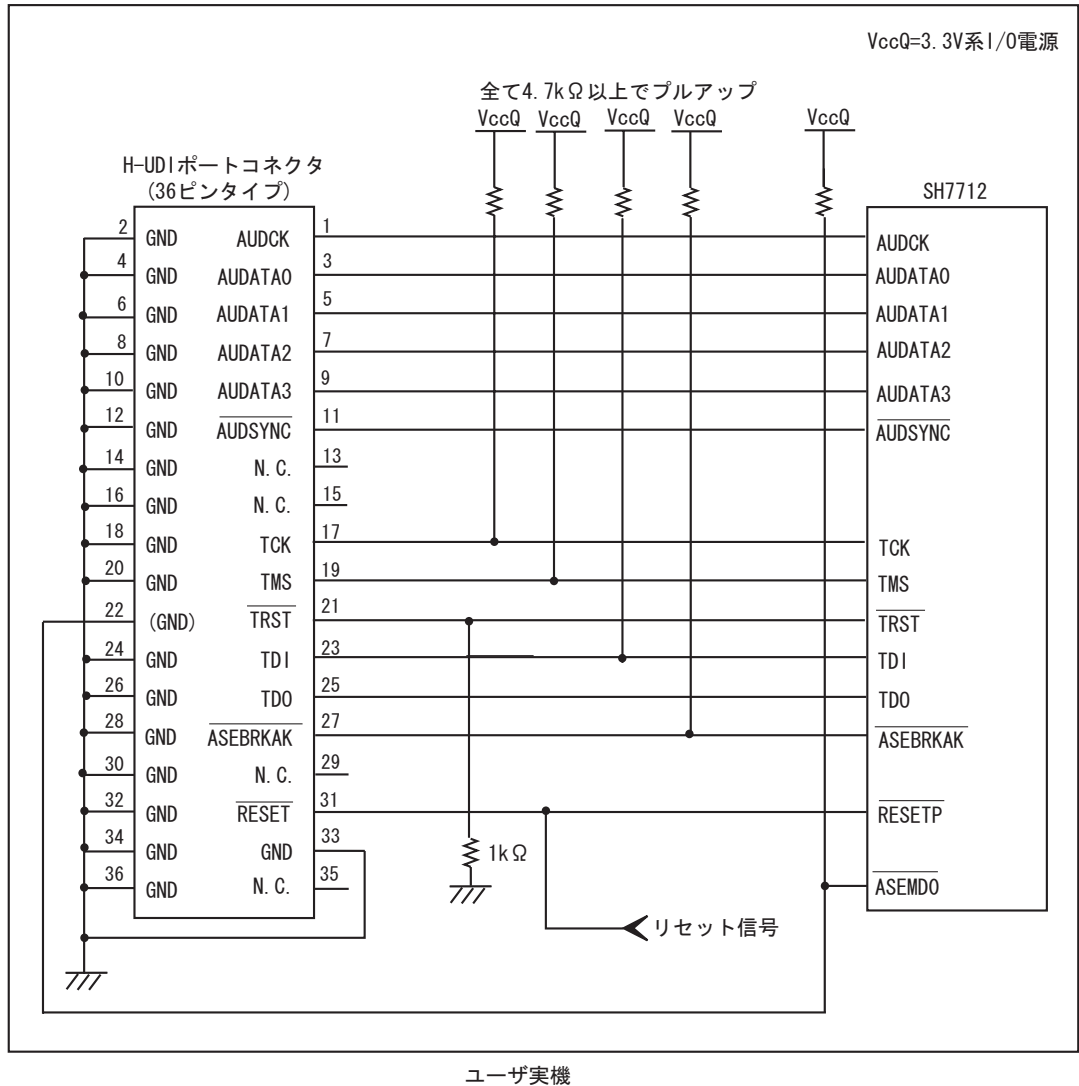 VccQ=3.3V系I/O電源
全て4.7kΩ以上でプルアップ
VccQ VccQ VccQ VccQ VccQ
H-UDIポートコネクタ
(36ピンタイプ)
SH7712
2 GND AUDCK 1 AUDCK
4 GND AUDATA0 3 AUDATA0
6 GND AUDATA1 5 AUDATA1
8 GND AUDATA2 7 AUDATA2
10 GND AUDATA3 9 AUDATA3
12 GND AUDSYNC 11 AUDSYNC
14 GND N.C. 13
16 GND N.C. 15
18 GND TCK 17 TCK
20 GND TMS 19 TMS
22 (GND) TRST 21 TRST
24 GND TDI 23 TDI
26 GND TDO 25 TDO
28 GND ASEBRKAK 27 ASEBRKAK
30 GND N.C. 29
32 GND RESET 31 RESETP
34 GND GND 33
1kΩ
36 GND N.C. 35 ASEMD0
リセット信号
ユーザ実機